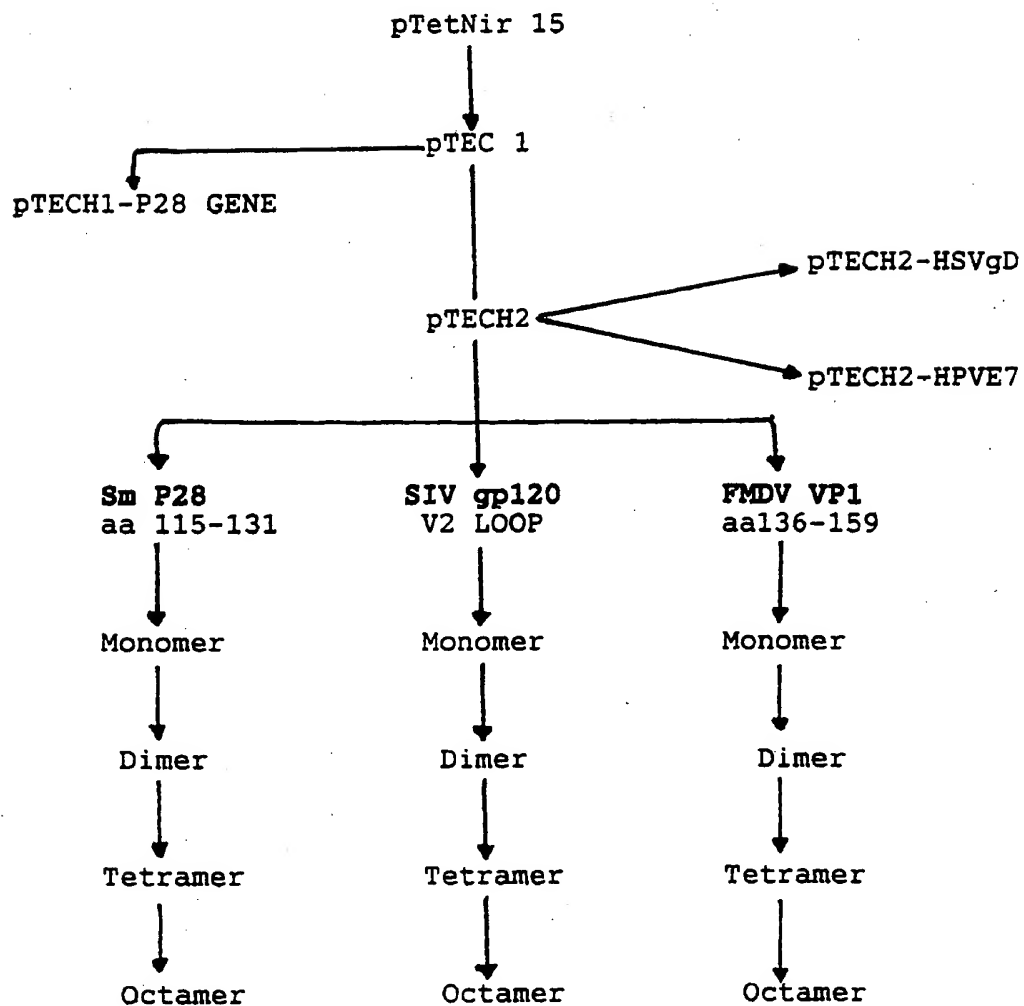 pTetNir 15
pTEC 1
pTECH1-P28 GENE
pTECH2-HSVgD
pTECH2
pTECH2-HPVE7
Sm P28
aa 115-131
SIV gp120
V2 LOOP
FMDV VP1
aa136-159
Monomer
Monomer
Monomer
Dimer
Dimer
Dimer
Tetramer
Tetramer
Tetramer
Octamer
Octamer
Octamer